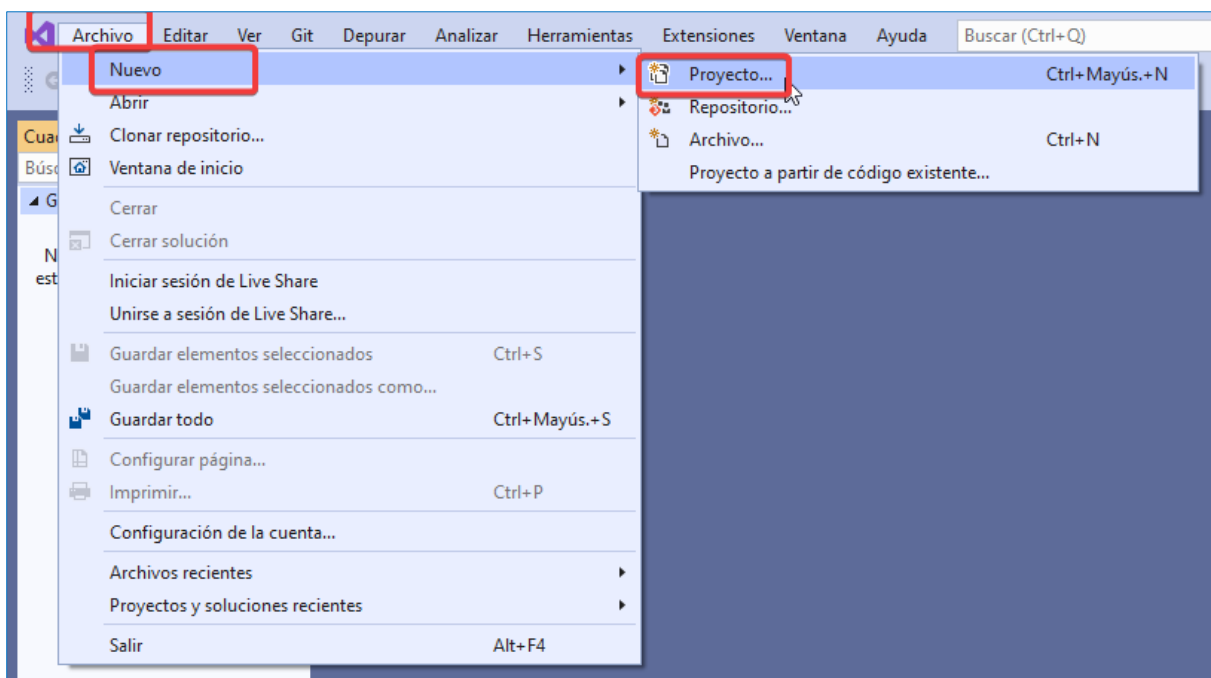 Archivo Editar Ver Git Depurar Analizar Herramientas Extensiones Ventana Ayuda Buscar (Ctrl+Q)
Nuevo
Proyecto... Ctrl+Mayús.+N
Abrir
Repositorio...
Clonar repositorio...
Archivo... Ctrl+N
Ventana de inicio
Proyecto a partir de código existente...
Cerrar
Cerrar solución
Iniciar sesión de Live Share
Unirse a sesión de Live Share...
Guardar elementos seleccionados Ctrl+S
Guardar elementos seleccionados como...
Guardar todo Ctrl+Mayús.+S
Configurar página...
Imprimir... Ctrl+P
Configuración de la cuenta...
Archivos recientes
Proyectos y soluciones recientes
Salir Alt+F4